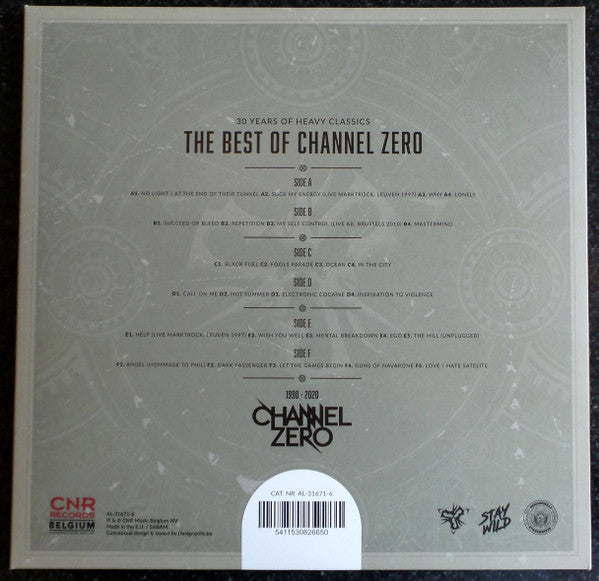 30 YEARS OF HEAVY CLASSICS
THE BEST OF CHANNEL ZERO
SIDE A
A1. NO LIGHT / AT THE END OF THEIR TUNNEL A2. SUCK MY ENERGY (LIVE MARKTROCK, LEUVEN 1997) A3. WHY A4. LONELY
SIDE B
B1. SUCCEED OR BLEED B2. REPETITION B3. MY SELF CONTROL (LIVE AB, BRUSSELS 2010) B4. MASTERMIND
SIDE C
C1. BLACK FUEL C2. FOOLS PARADE C3. OCEAN C4. IN THE CITY
SIDE D
D1. CALL ON ME D2. HOT SUMMER D3. ELECTRONIC COCAINE D4. INSPIRATION TO VIOLENCE
SIDE E
E1. HELP (LIVE MARKTROCK, LEUVEN 1997) E2. WISH YOU WELL E3. MENTAL BREAKDOWN E4. EGO E5. THE HILL (UNPLUGGED)
SIDE F
F1. ANGEL (HOMMAGE TO PHIL) F2. DARK PASSENGER F3. LET THE GAMES BEGIN F4. GUNS OF NAVARONE F5. LOVE / HATE SATELITE
1990 - 2020
CHANNEL
ZERO
CAT. NR. AL-31671-6
5411530826650
CNR
RECORDS
BELGIUM
AL-31671-6
℗ & © CNR Music Belgium NV
Made in the E.U. / SABAM
Conceptual design & layout by Designskills.be
STAY
WILD